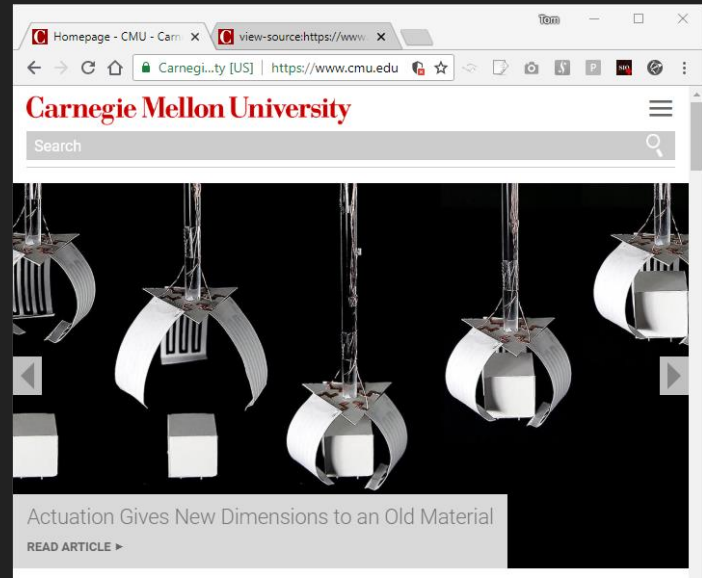 Tom
Homepage - CMU - Carn
view-source:https://www.
Carnegi...ty [US] | https://www.cmu.edu
Carnegie Mellon University
Search
Actuation Gives New Dimensions to an Old Material
READ ARTICLE ►